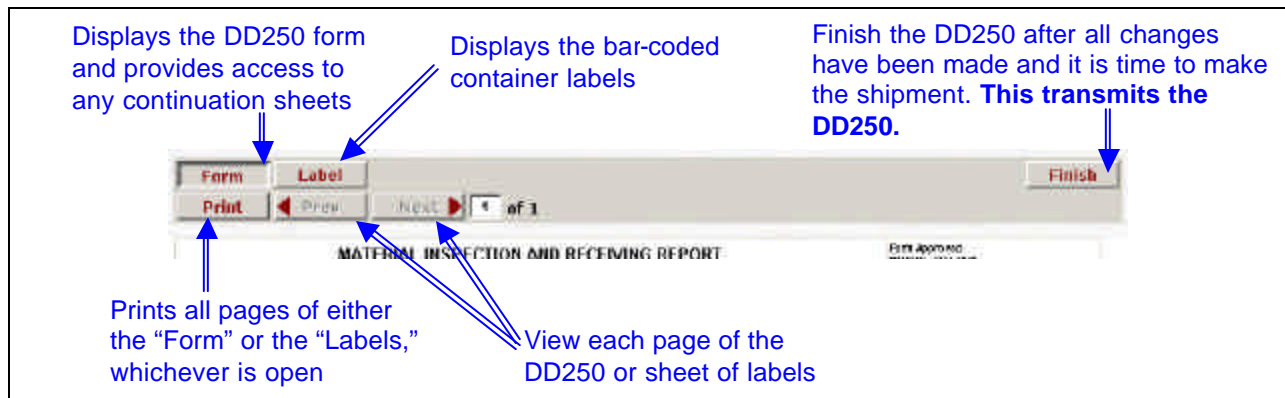 Displays the DD250 form
and provides access to
any continuation sheets
Displays the bar-coded
container labels
Finish the DD250 after all changes
have been made and it is time to make
the shipment. This transmits the
DD250.
Form Label Finish
Print Prev Next of 1
MATERIAL INSPECTION AND RECEIVING REPORT
Form Approved
Prints all pages of either
the “Form” or the “Labels,”
whichever is open
View each page of the
DD250 or sheet of labels